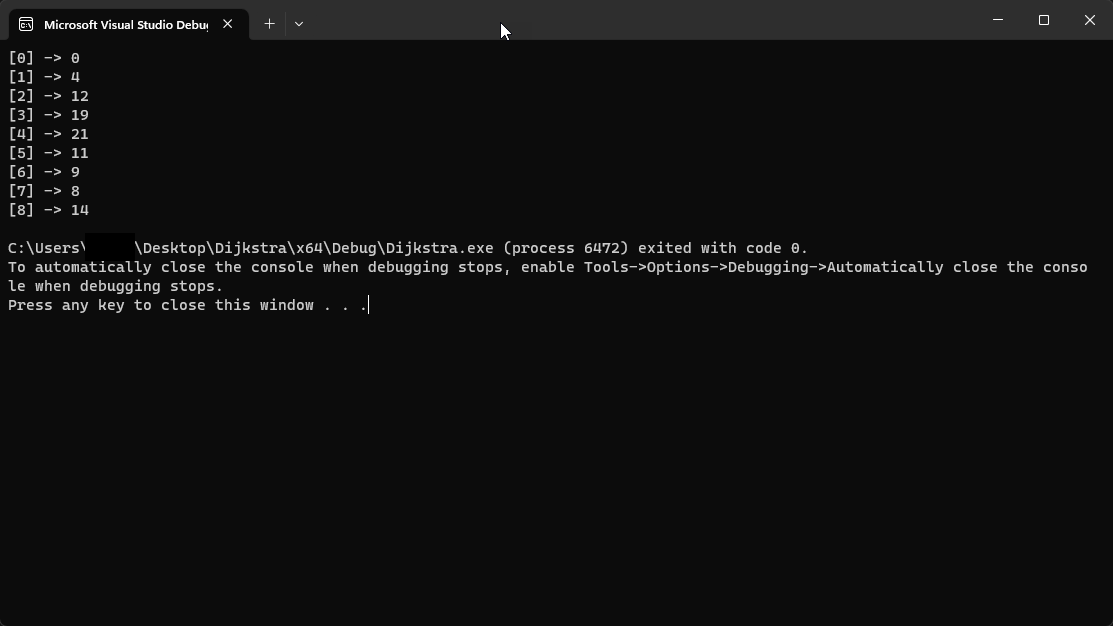 Microsoft Visual Studio Debug
[0] -> 0
[1] -> 4
[2] -> 12
[3] -> 19
[4] -> 21
[5] -> 11
[6] -> 9
[7] -> 8
[8] -> 14
C:\Users\ \Desktop\Dijkstra\x64\Debug\Dijkstra.exe (process 6472) exited with code 0.
To automatically close the console when debugging stops, enable Tools->Options->Debugging->Automatically close the conso
le when debugging stops.
Press any key to close this window . . .